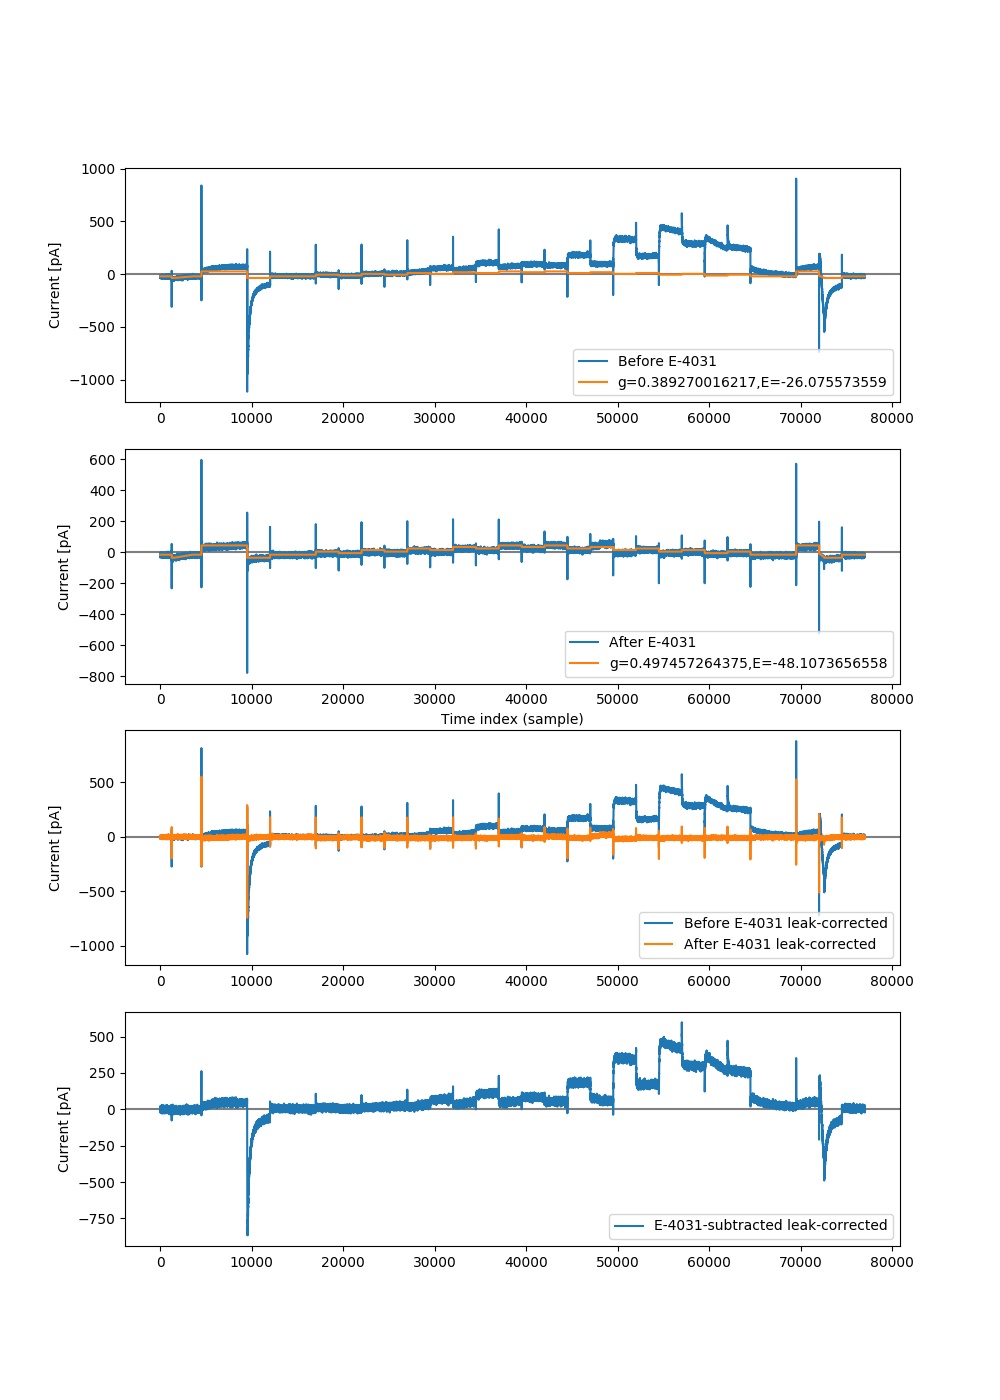 1000
500
0
−500
−1000
Current [pA]
Before E-4031
g=0.389270016217,E=-26.075573559
0 10000 20000 30000 40000 50000 60000 70000 80000
600
400
200
0
−200
−400
−600
−800
Current [pA]
After E-4031
g=0.497457264375,E=-48.1073656558
0 10000 20000 30000 40000 50000 60000 70000 80000
Time index (sample)
500
0
−500
−1000
Current [pA]
Before E-4031 leak-corrected
After E-4031 leak-corrected
0 10000 20000 30000 40000 50000 60000 70000 80000
500
250
0
−250
−500
−750
Current [pA]
E-4031-subtracted leak-corrected
0 10000 20000 30000 40000 50000 60000 70000 80000